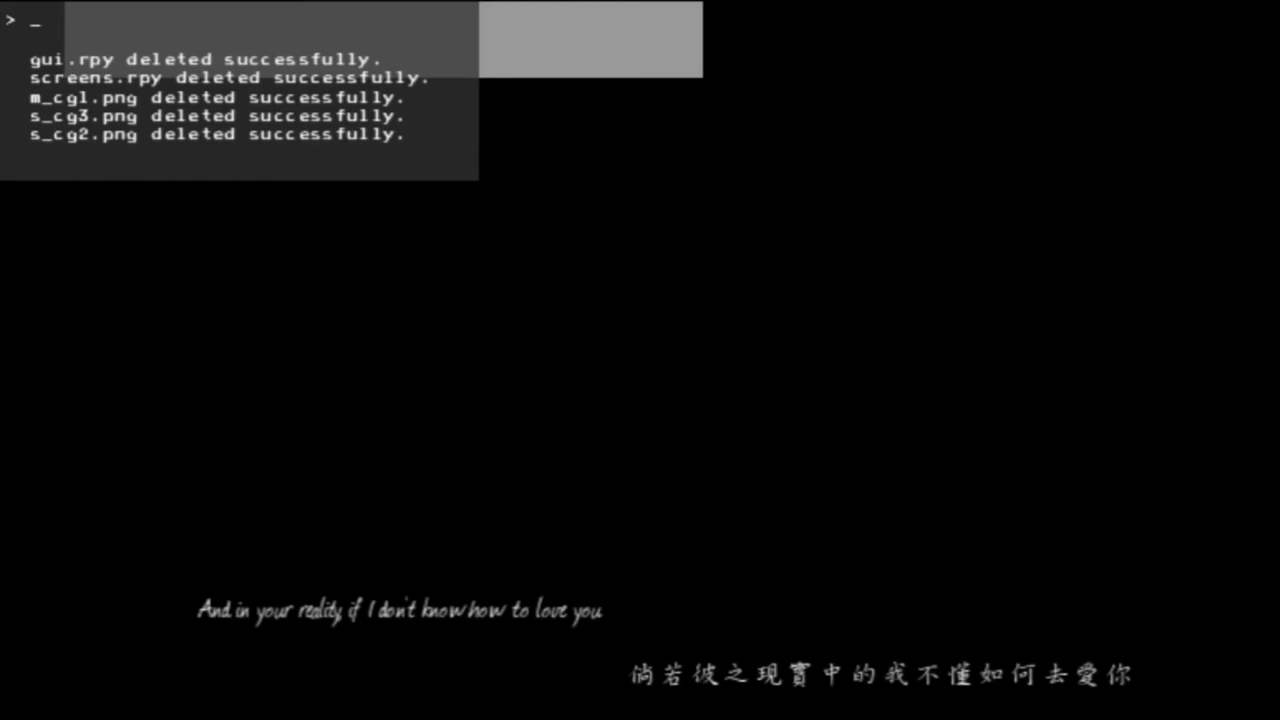 > _
gui.rpy deleted successfully.
screens.rpy deleted successfully.
m_cg1.png deleted successfully.
s_cg3.png deleted successfully.
s_cg2.png deleted successfully.
And in your reality, if I don't know how to love you
倘若彼之現實中的我不懂如何去愛你